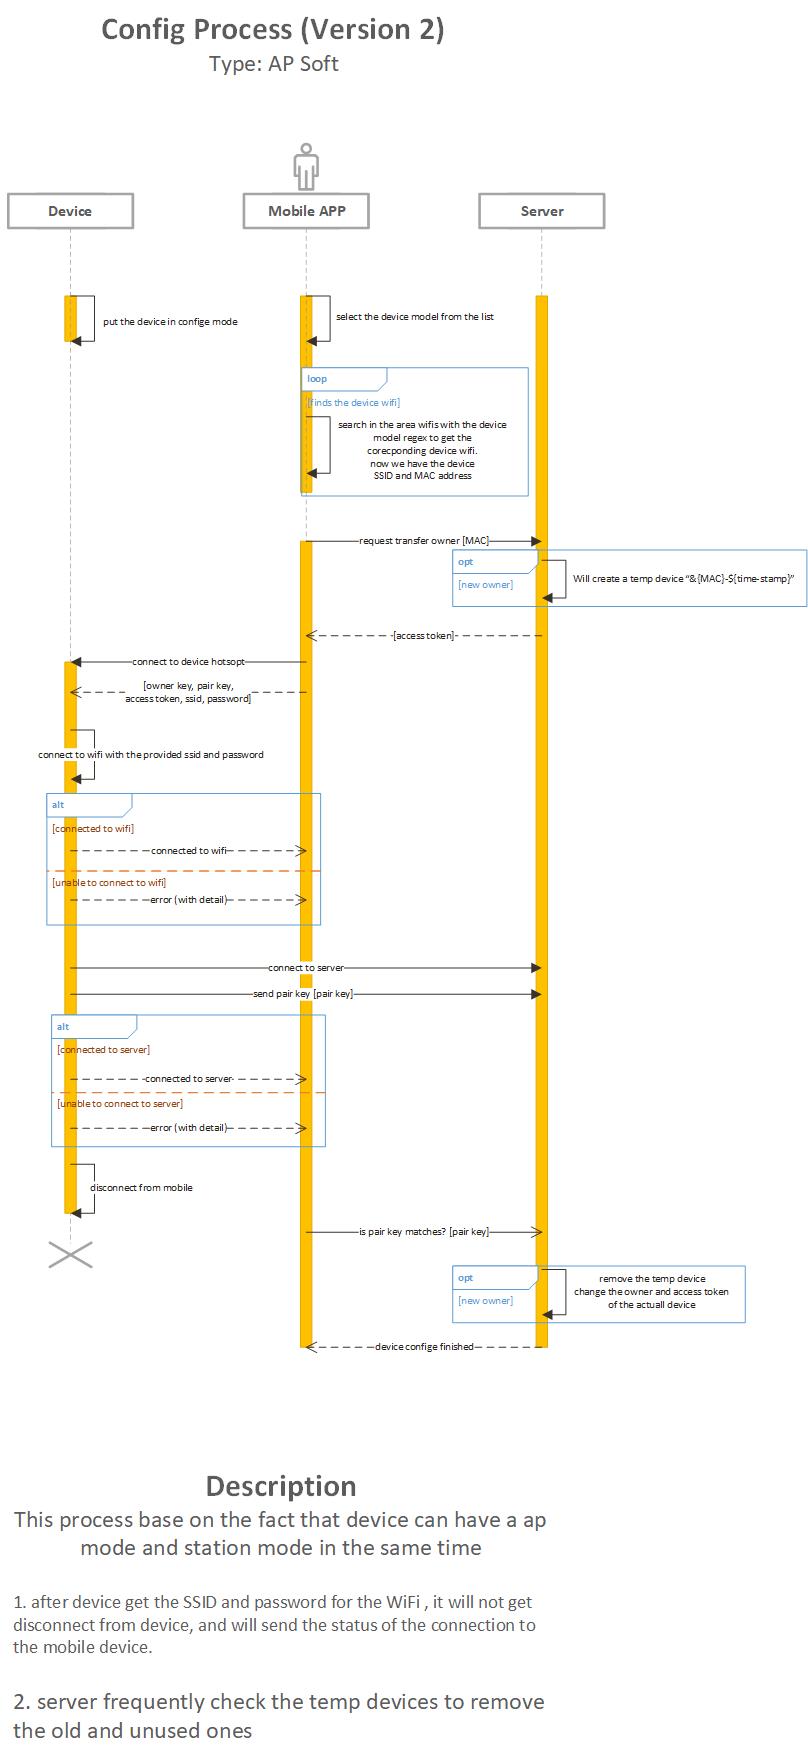 Config Process (Version 2)
Type: AP Soft
Device
Mobile APP
Server
put the device in confige mode
select the device model from the list
loop
[finds the device wifi]
search in the area wifis with the device
model regex to get the
corecponding device wifi.
now we have the device
SSID and MAC address
request transfer owner [MAC]
opt
[new owner]
Will create a temp device “&{MAC}-${time-stamp}”
[access token]
connect to device hotsopt
[owner key, pair key,
access token, ssid, password]
connect to wifi with the provided ssid and password
alt
[connected to wifi]
connected to wifi
[unable to connect to wifi]
error (with detail)
connect to server
send pair key [pair key]
alt
[connected to server]
connected to server
[unable to connect to server]
error (with detail)
disconnect from mobile
is pair key matches? [pair key]
opt
[new owner]
remove the temp device
change the owner and access token
of the actuall device
device confige finished
Description
This process base on the fact that device can have a ap
mode and station mode in the same time
1. after device get the SSID and password for the WiFi , it will not get
disconnect from device, and will send the status of the connection to
the mobile device.
2. server frequently check the temp devices to remove
the old and unused ones